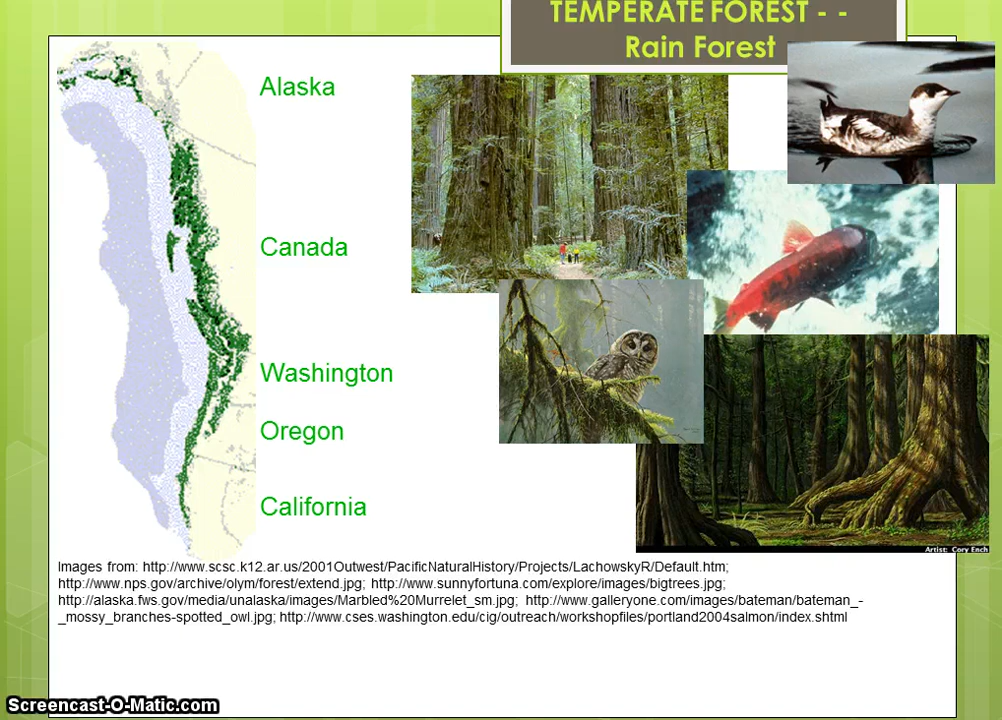 TEMPERATE FOREST - -
Rain Forest
Alaska
Canada
Washington
Oregon
California
Artist: Cory Ench
Images from: http://www.scsc.k12.ar.us/2001Outwest/PacificNaturalHistory/Projects/LachowskyR/Default.htm;
http://www.nps.gov/archive/olym/forest/extend.jpg; http://www.sunnyfortuna.com/explore/images/bigtrees.jpg;
http://alaska.fws.gov/media/unalaska/images/Marbled%20Murrelet_sm.jpg; http://www.galleryone.com/images/bateman/bateman_-
_mossy_branches-spotted_owl.jpg; http://www.cses.washington.edu/cig/outreach/workshopfiles/portland2004salmon/index.shtml
Screencast-O-Matic.com